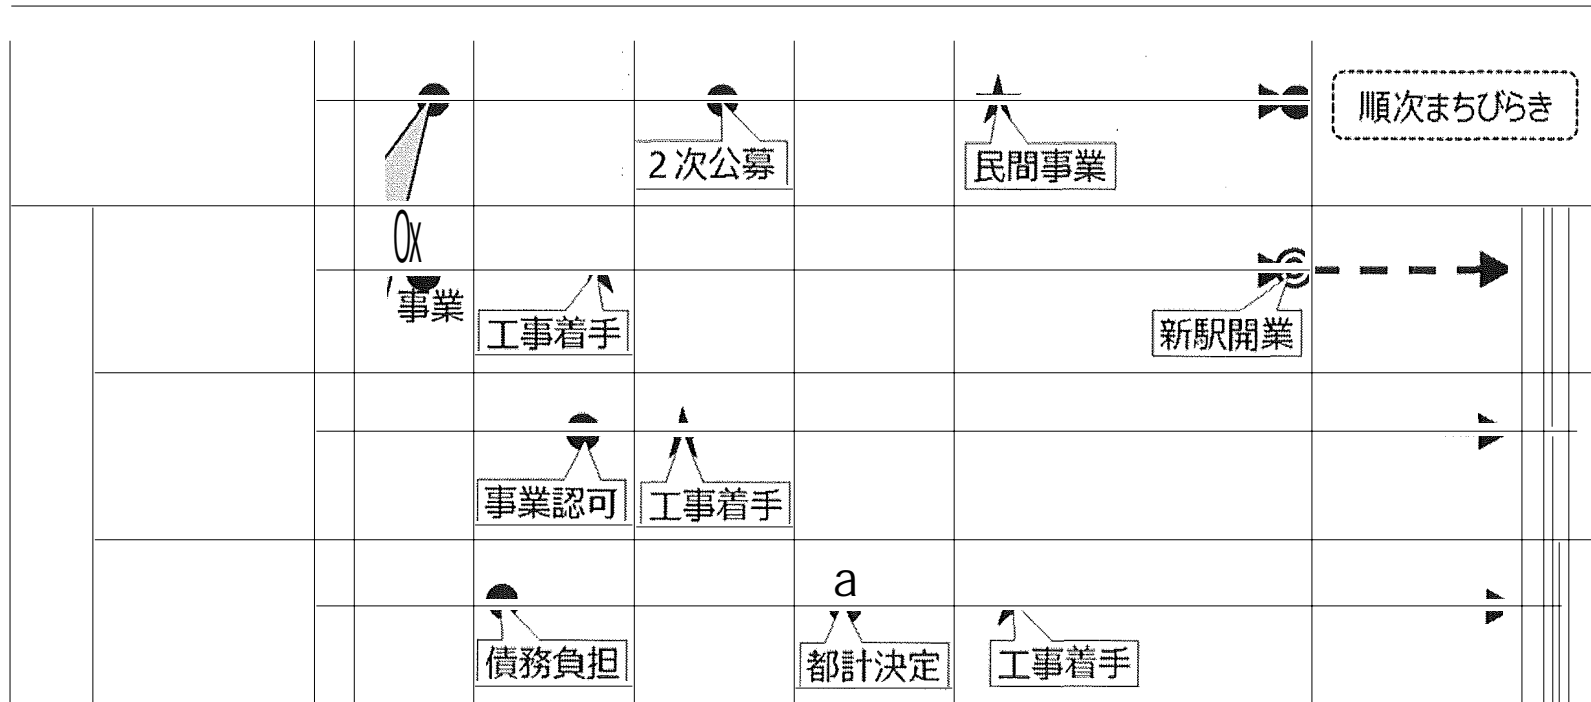 順次まちびらき
2次公募
民間事業
0x
事業
工事着手
新駅開業
事業認可
工事着手
a
債務負担
都計決定
工事着手